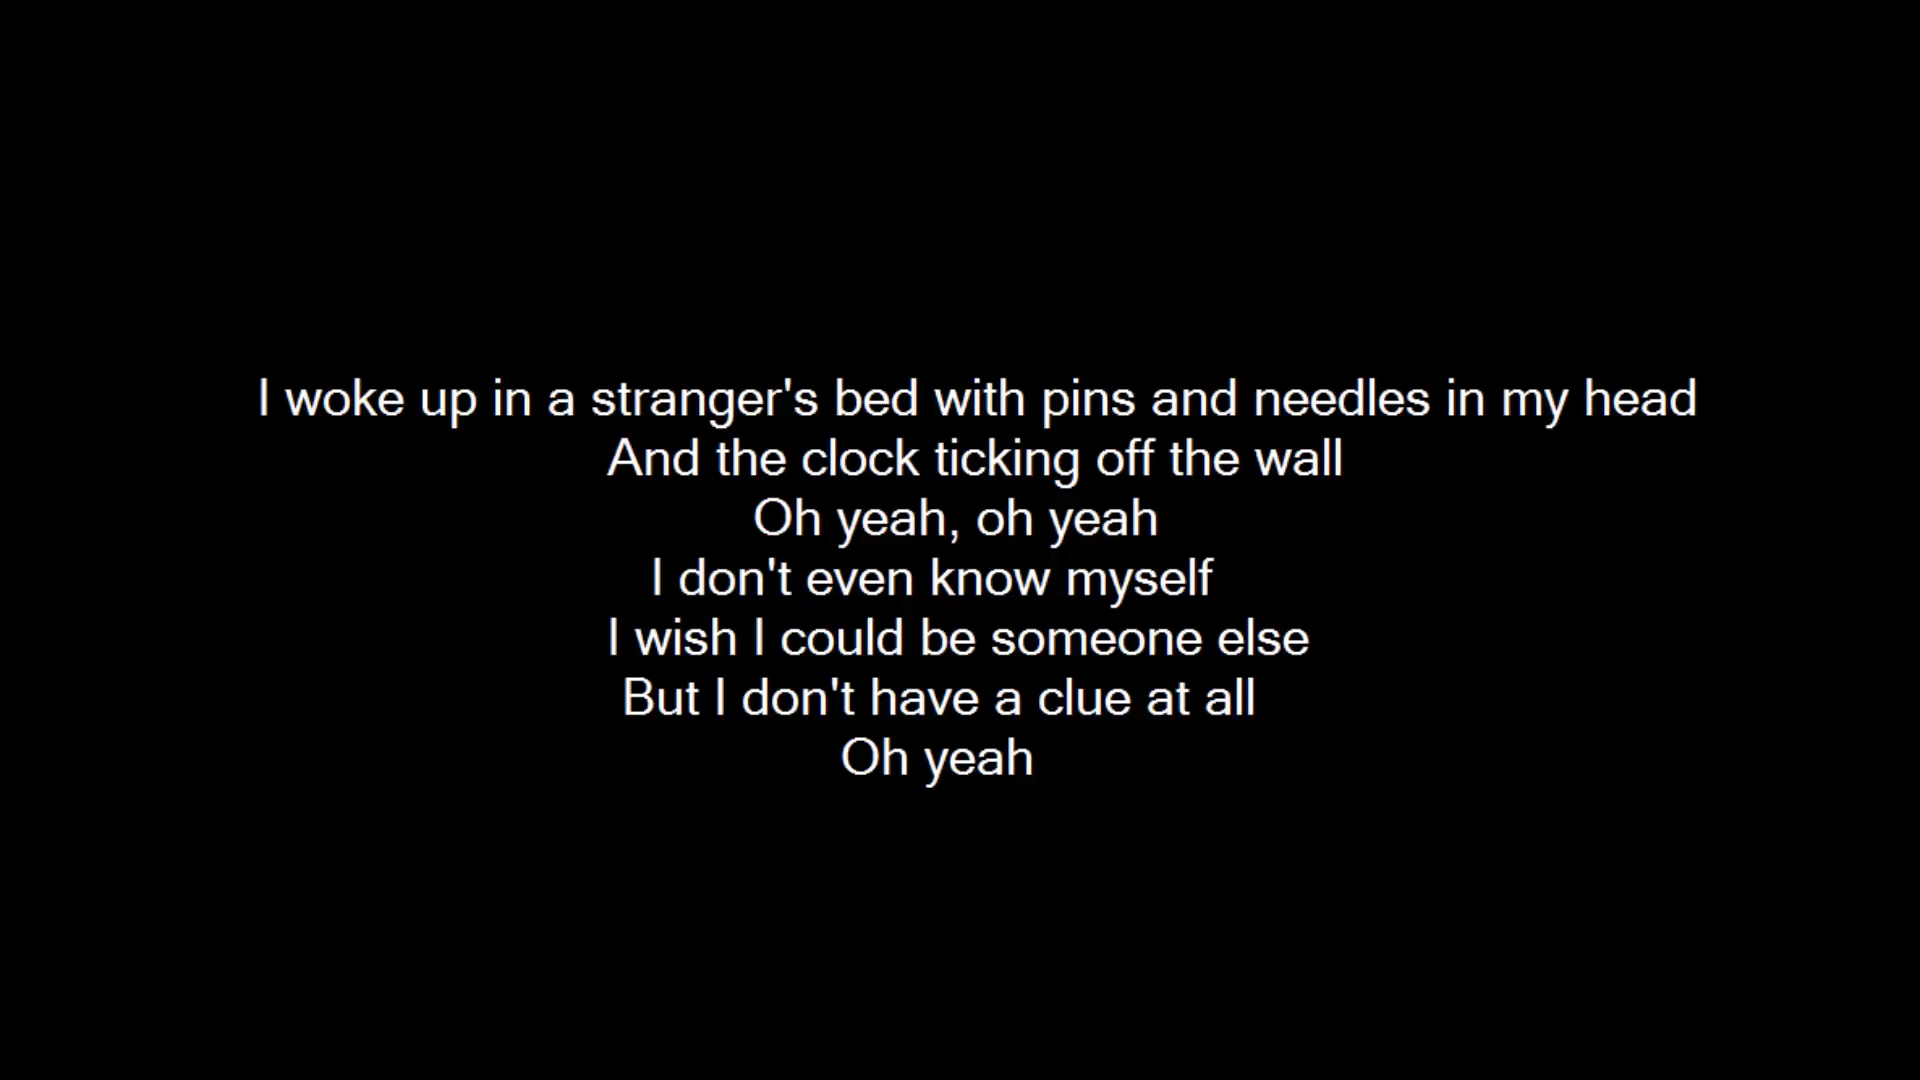 I woke up in a stranger's bed with pins and needles in my head
And the clock ticking off the wall
Oh yeah, oh yeah
I don't even know myself
I wish I could be someone else
But I don't have a clue at all
Oh yeah